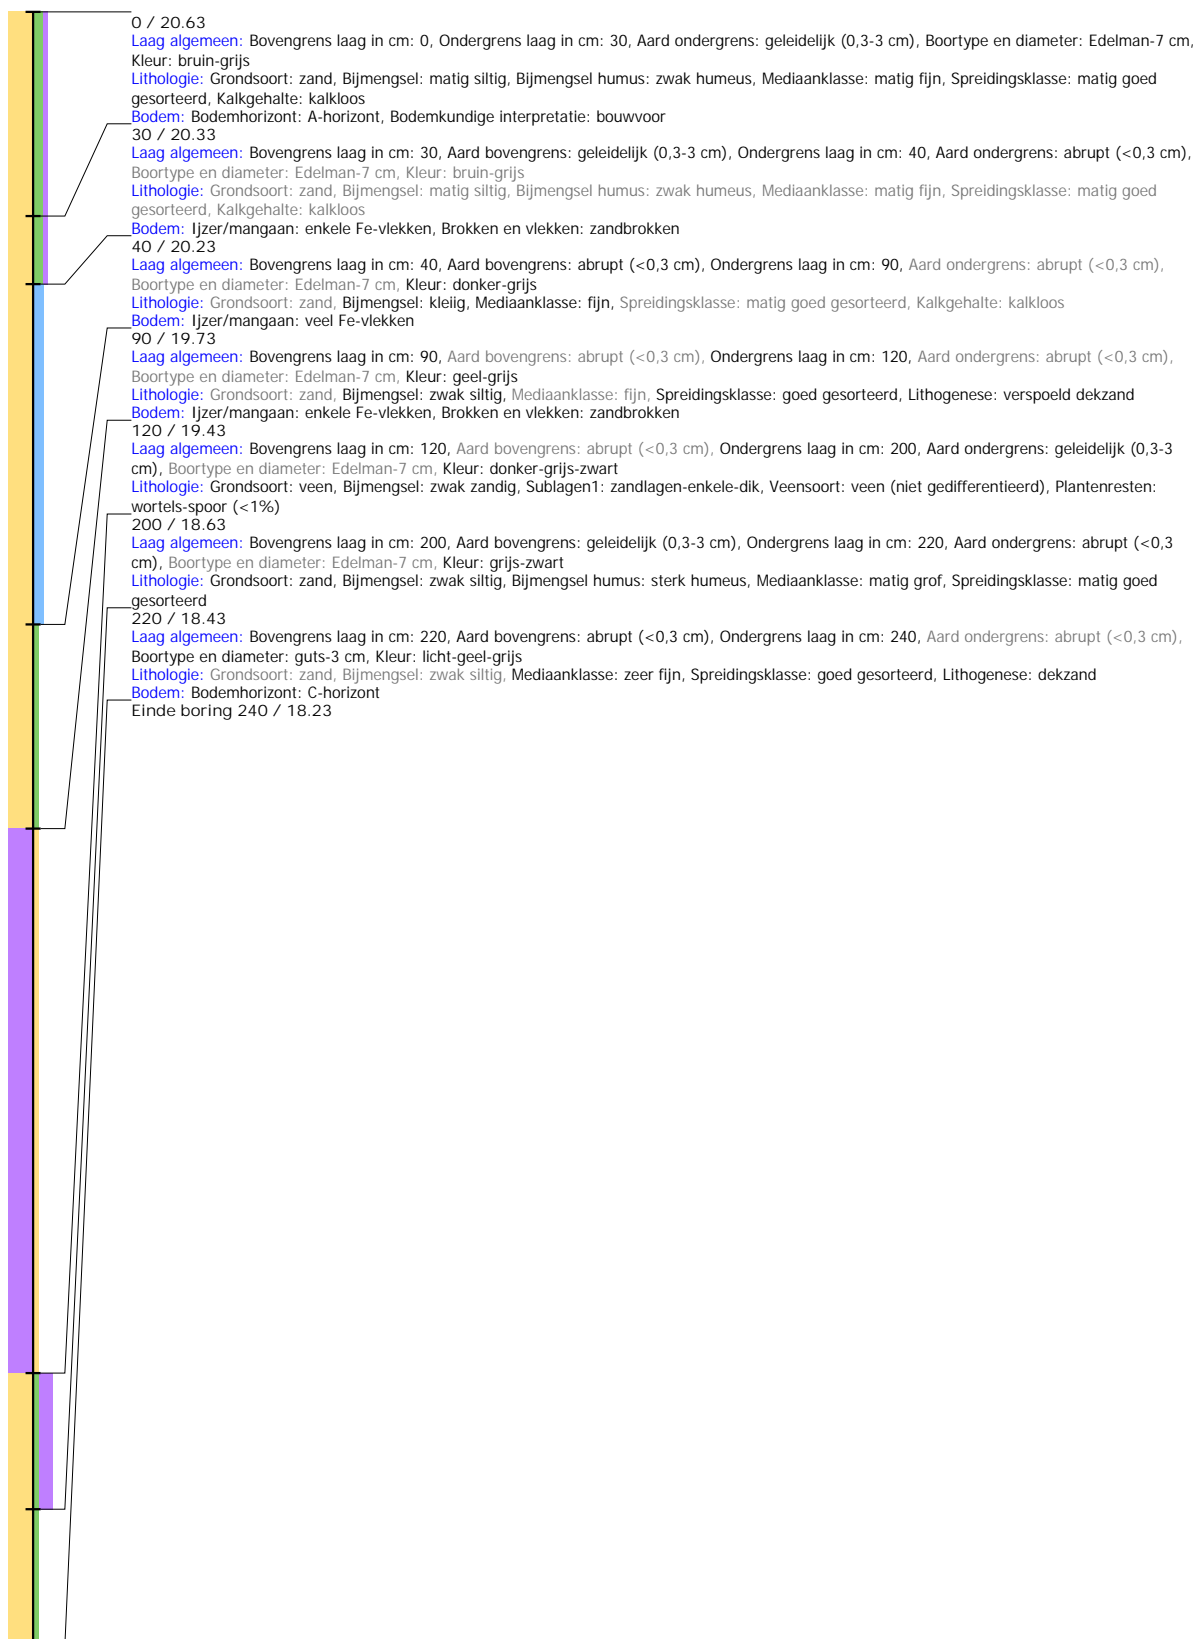 0 / 20.63
Laag algemeen: Bovengrens laag in cm: 0, Ondergrens laag in cm: 30, Aard ondergrens: geleidelijk (0,3-3 cm), Boortype en diameter: Edelman-7 cm,
Kleur: bruin-grijs
Lithologie: Grondsoort: zand, Bijmengsel: matig siltig, Bijmengsel humus: zwak humeus, Mediaanklasse: matig fijn, Spreidingsklasse: matig goed
gesorteerd, Kalkgehalte: kalkloos
Bodem: Bodemhorizont: A-horizont, Bodemkundige interpretatie: bouwvoor
30 / 20.33
Laag algemeen: Bovengrens laag in cm: 30, Aard bovengrens: geleidelijk (0,3-3 cm), Ondergrens laag in cm: 40, Aard ondergrens: abrupt (<0,3 cm),
Boortype en diameter: Edelman-7 cm, Kleur: bruin-grijs
Lithologie: Grondsoort: zand, Bijmengsel: matig siltig, Bijmengsel humus: zwak humeus, Mediaanklasse: matig fijn, Spreidingsklasse: matig goed
gesorteerd, Kalkgehalte: kalkloos
Bodem: Ijzer/mangaan: enkele Fe-vlekken, Brokken en vlekken: zandbrokken
40 / 20.23
Laag algemeen: Bovengrens laag in cm: 40, Aard bovengrens: abrupt (<0,3 cm), Ondergrens laag in cm: 90, Aard ondergrens: abrupt (<0,3 cm),
Boortype en diameter: Edelman-7 cm, Kleur: donker-grijs
Lithologie: Grondsoort: zand, Bijmengsel: kleiig, Mediaanklasse: fijn, Spreidingsklasse: matig goed gesorteerd, Kalkgehalte: kalkloos
Bodem: Ijzer/mangaan: veel Fe-vlekken
90 / 19.73
Laag algemeen: Bovengrens laag in cm: 90, Aard bovengrens: abrupt (<0,3 cm), Ondergrens laag in cm: 120, Aard ondergrens: abrupt (<0,3 cm),
Boortype en diameter: Edelman-7 cm, Kleur: geel-grijs
Lithologie: Grondsoort: zand, Bijmengsel: zwak siltig, Mediaanklasse: fijn, Spreidingsklasse: goed gesorteerd, Lithogenese: verspoeld dekzand
Bodem: Ijzer/mangaan: enkele Fe-vlekken, Brokken en vlekken: zandbrokken
120 / 19.43
Laag algemeen: Bovengrens laag in cm: 120, Aard bovengrens: abrupt (<0,3 cm), Ondergrens laag in cm: 200, Aard ondergrens: geleidelijk (0,3-3
cm), Boortype en diameter: Edelman-7 cm, Kleur: donker-grijs-zwart
Lithologie: Grondsoort: veen, Bijmengsel: zwak zandig, Sublagen1: zandlagen-enkele-dik, Veensoort: veen (niet gedifferentieerd), Plantenresten:
wortels-spoor (<1%)
200 / 18.63
Laag algemeen: Bovengrens laag in cm: 200, Aard bovengrens: geleidelijk (0,3-3 cm), Ondergrens laag in cm: 220, Aard ondergrens: abrupt (<0,3
cm), Boortype en diameter: Edelman-7 cm, Kleur: grijs-zwart
Lithologie: Grondsoort: zand, Bijmengsel: zwak siltig, Bijmengsel humus: sterk humeus, Mediaanklasse: matig grof, Spreidingsklasse: matig goed
gesorteerd
220 / 18.43
Laag algemeen: Bovengrens laag in cm: 220, Aard bovengrens: abrupt (<0,3 cm), Ondergrens laag in cm: 240, Aard ondergrens: abrupt (<0,3 cm),
Boortype en diameter: guts-3 cm, Kleur: licht-geel-grijs
Lithologie: Grondsoort: zand, Bijmengsel: zwak siltig, Mediaanklasse: zeer fijn, Spreidingsklasse: goed gesorteerd, Lithogenese: dekzand
Bodem: Bodemhorizont: C-horizont
Einde boring 240 / 18.23